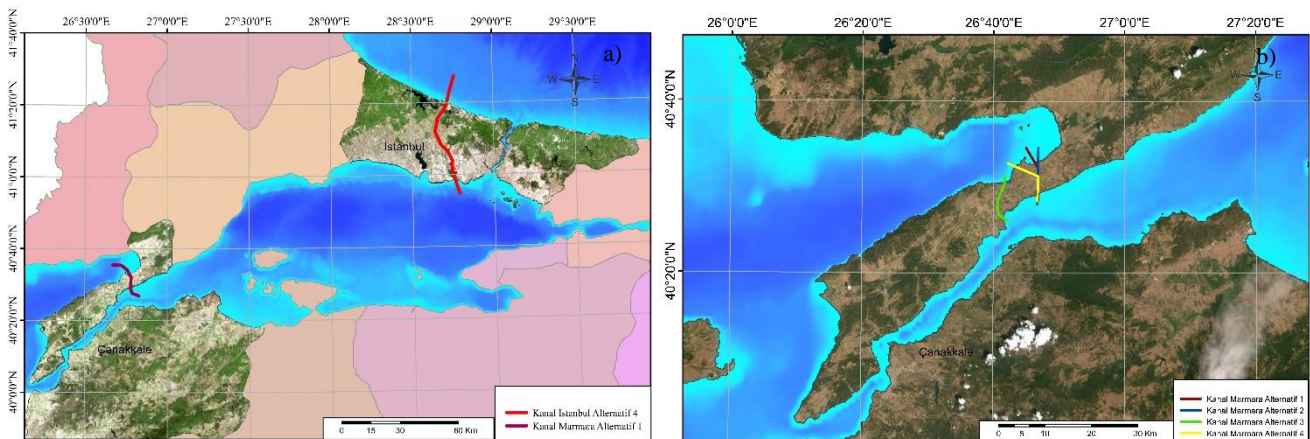 26°30'0"E 27°0'0"E 27°30'0"E 28°0'0"E 28°30'0"E 29°0'0"E 29°30'0"E
41°40'0"N
41°20'0"N
41°0'0"N
40°40'0"N
40°20'0"N
40°0'0"N
a)
N
W E
S
İstanbul
Çanakkale
Kanal İstanbul Alternatif 4
Kanal Marmara Alternatif 1
0 15 30 60 Km
26°0'0"E 26°20'0"E 26°40'0"E 27°0'0"E 27°20'0"E
40°40'0"N
40°20'0"N
b)
N
W E
S
Çanakkale
Kanal Marmara Alternatif 1
Kanal Marmara Alternatif 2
Kanal Marmara Alternatif 3
Kanal Marmara Alternatif 4
0 5 10 20 30 Km